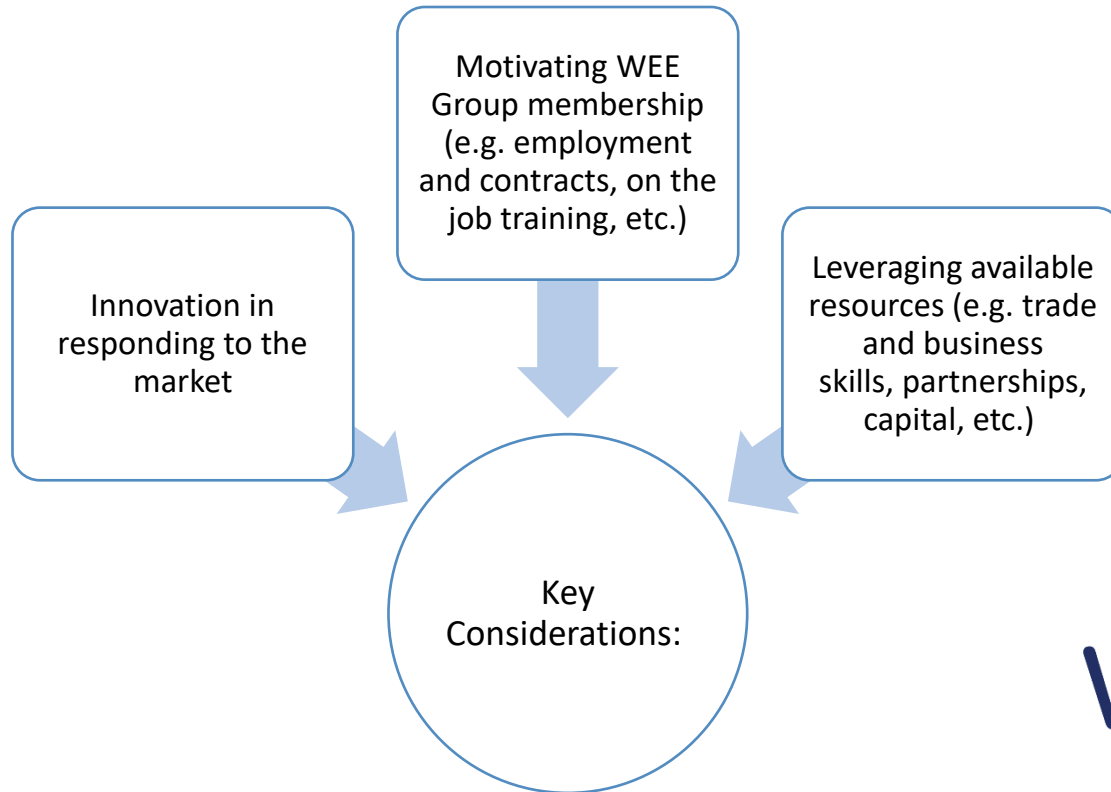 Motivating WEE
Group membership
(e.g. employment
and contracts, on the
job training, etc.)
Innovation in
responding to the
market
Leveraging available
resources (e.g. trade
and business
skills, partnerships,
capital, etc.)
Key
Considerations: